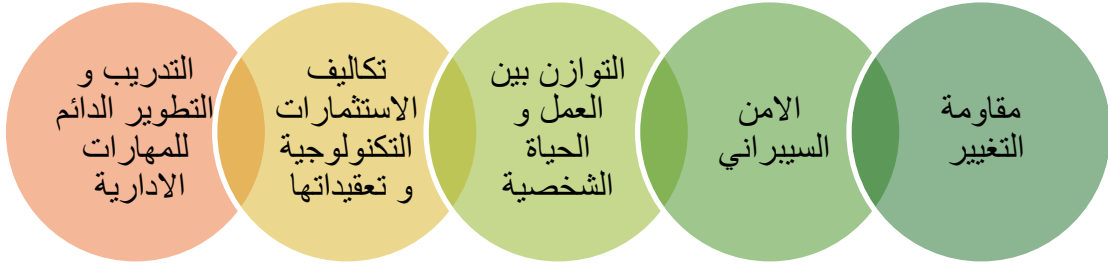 مقاومة
التغيير
الامن
السيبراني
التوازن بين
العمل و
الحياة
الشخصية
تكاليف
الاستثمارات
التكنولوجية
و تعقيداتها
التدريب و
التطوير الدائم
للمهارات
الادارية